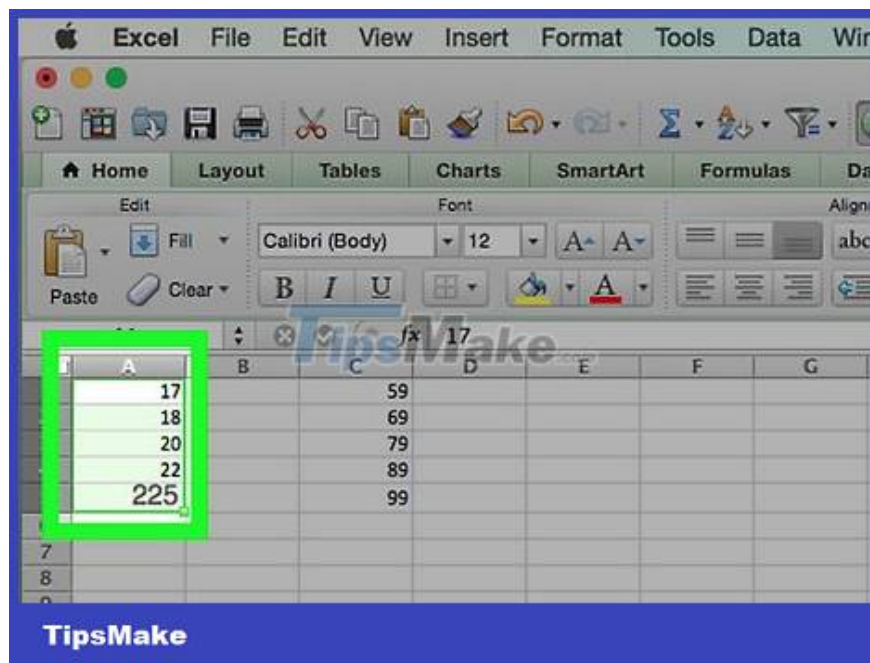 Excel File Edit View Insert Format Tools Data
Home Layout Tables Charts SmartArt Formulas
Edit Font
Fill Calibri (Body) 12 A A abc
Paste Clear B I U A
fx 17
TipsMake
A B C D E F G
17 59
18 69
20 79
22 89
225 99
7
8
TipsMake